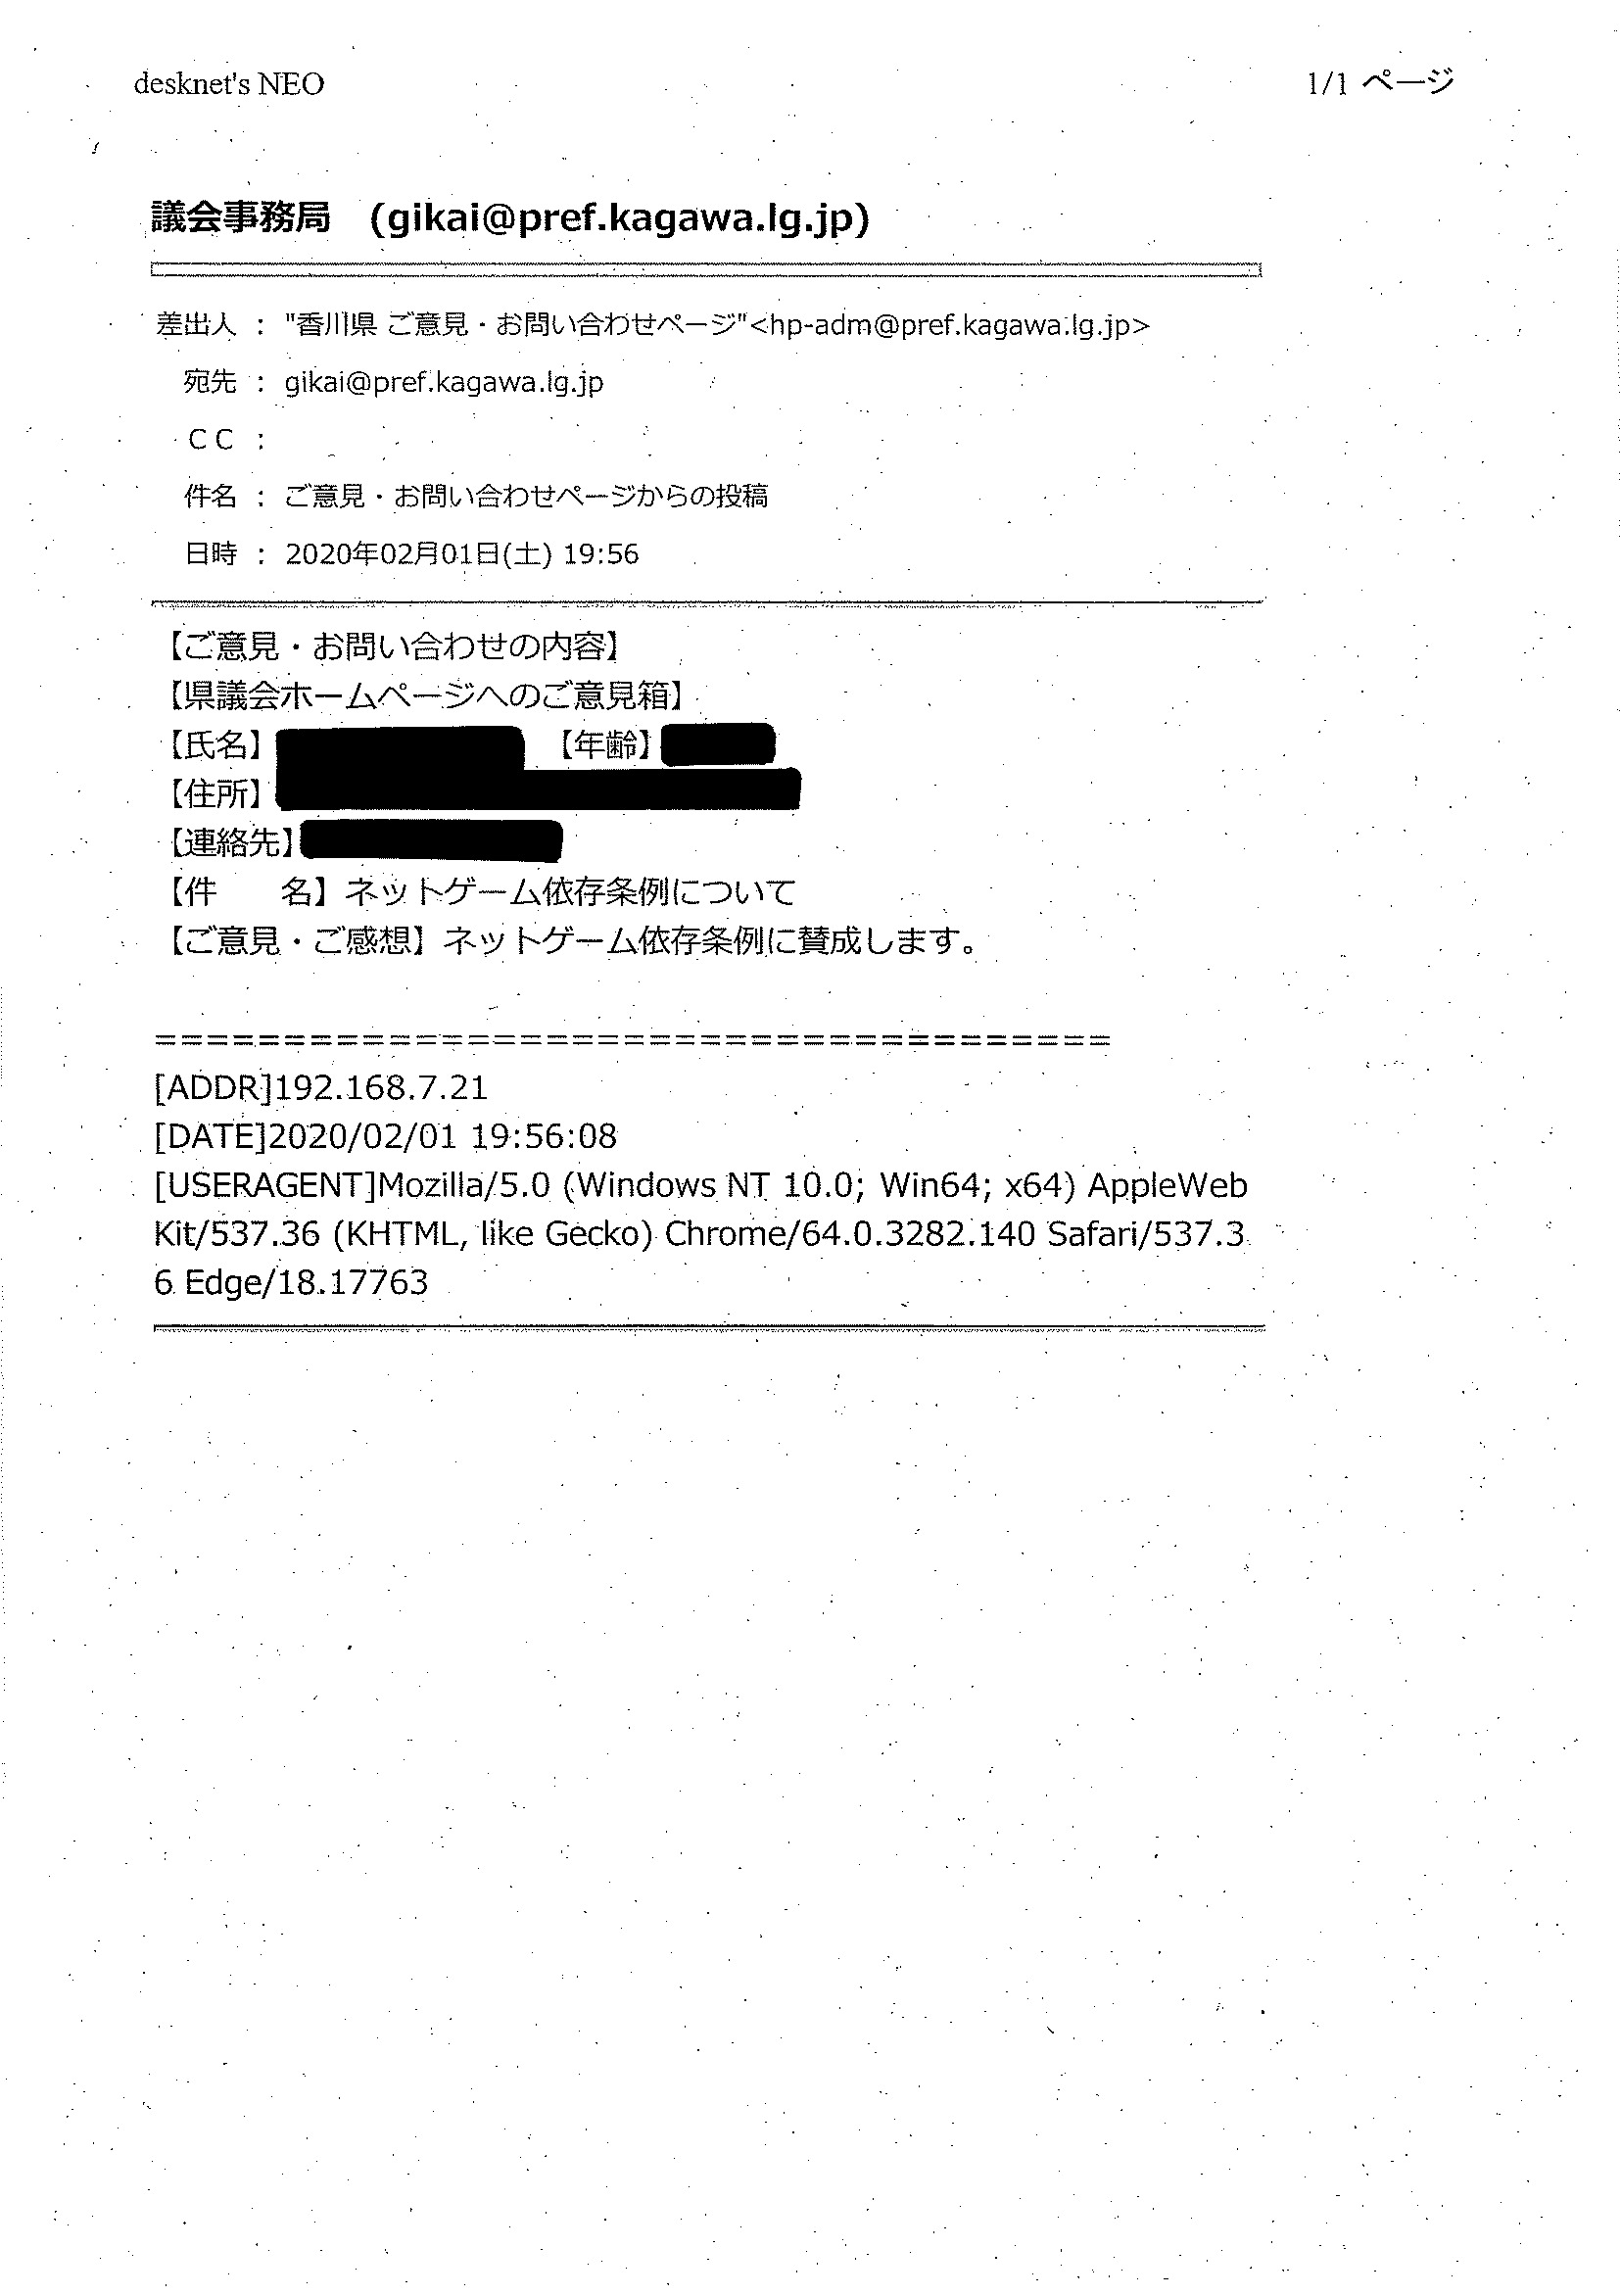 desknet's NEO 1/1 ページ
議会事務局　(gikai@pref.kagawa.lg.jp)
差出人 : "香川県 ご意見・お問い合わせページ"<hp-adm@pref.kagawa.lg.jp>
宛先 : gikai@pref.kagawa.lg.jp
CC :
件名 : ご意見・お問い合わせページからの投稿
日時 : 2020年02月01日(土) 19:56
【ご意見・お問い合わせの内容】
【県議会ホームページへのご意見箱】
【氏名】 【年齢】
【住所】
【連絡先】
【件　　名】ネットゲーム依存条例について
【ご意見・ご感想】ネットゲーム依存条例に賛成します。
=====================================
[ADDR]192.168.7.21
[DATE]2020/02/01 19:56:08
[USERAGENT]Mozilla/5.0 (Windows NT 10.0; Win64; x64) AppleWeb
Kit/537.36 (KHTML, like Gecko) Chrome/64.0.3282.140 Safari/537.3
6 Edge/18.17763